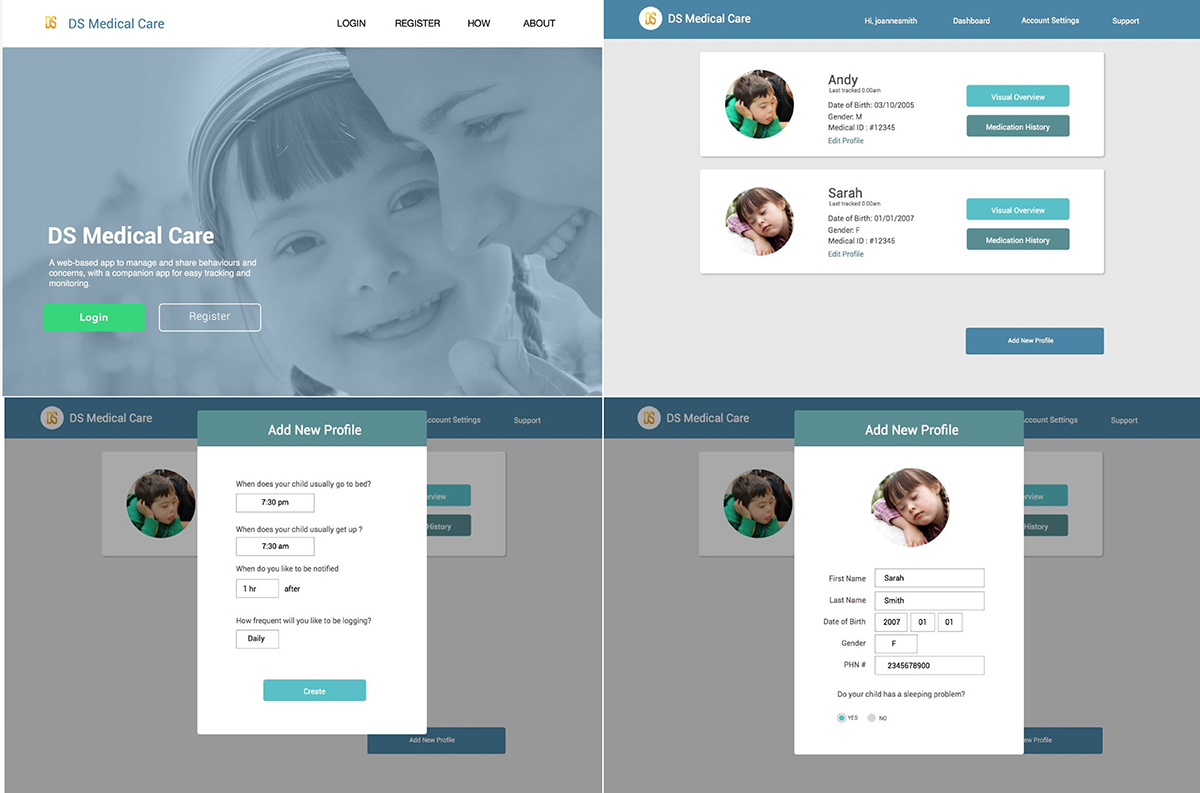 DS DS Medical Care LOGIN REGISTER HOW ABOUT
DS Medical Care
A web-based app to manage and share behaviours and
concerns, with a companion app for easy tracking and
monitoring.
Login Register
DS DS Medical Care Hi, joannesmith Dashboard Account Settings Support
Andy
Last tracked 0:00am
Date of Birth: 03/10/2005
Gender: M
Medical ID : #12345
Edit Profile
Visual Overview
Medication History
Sarah
Last tracked 0:00am
Date of Birth: 01/01/2007
Gender: F
Medical ID : #12345
Edit Profile
Visual Overview
Medication History
Add New Profile
DS DS Medical Care ccount Settings Support
Add New Profile
When does your child usually go to bed?
7:30 pm
When does your child usually get up ?
7:30 am
When do you like to be notified
1 hr after
How frequent will you like to be logging?
Daily
Create
erview
History
Add New Profile
DS DS Medical Care ccount Settings Support
Add New Profile
First Name Sarah
Last Name Smith
Date of Birth 2007 01 01
Gender F
PHN # 2345678900
Do your child has a sleeping problem?
YES NO
erview
History
ew Profile